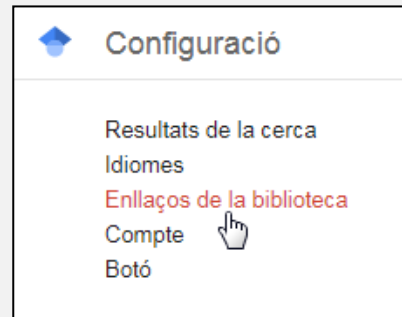 Configuració
Resultats de la cerca
Idiomes
Enllaços de la biblioteca
Compte
Botó